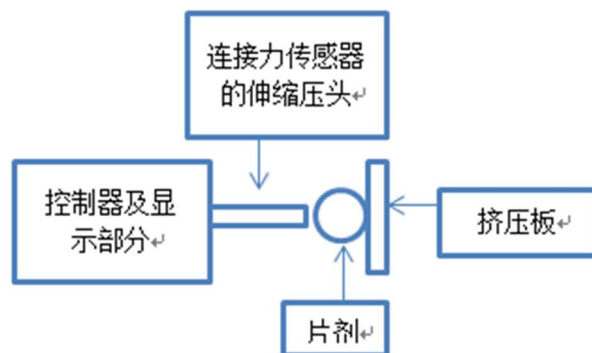 连接力传感器
的伸缩压头↵
控制器及显
示部分↵
挤压板↵
片剂↵